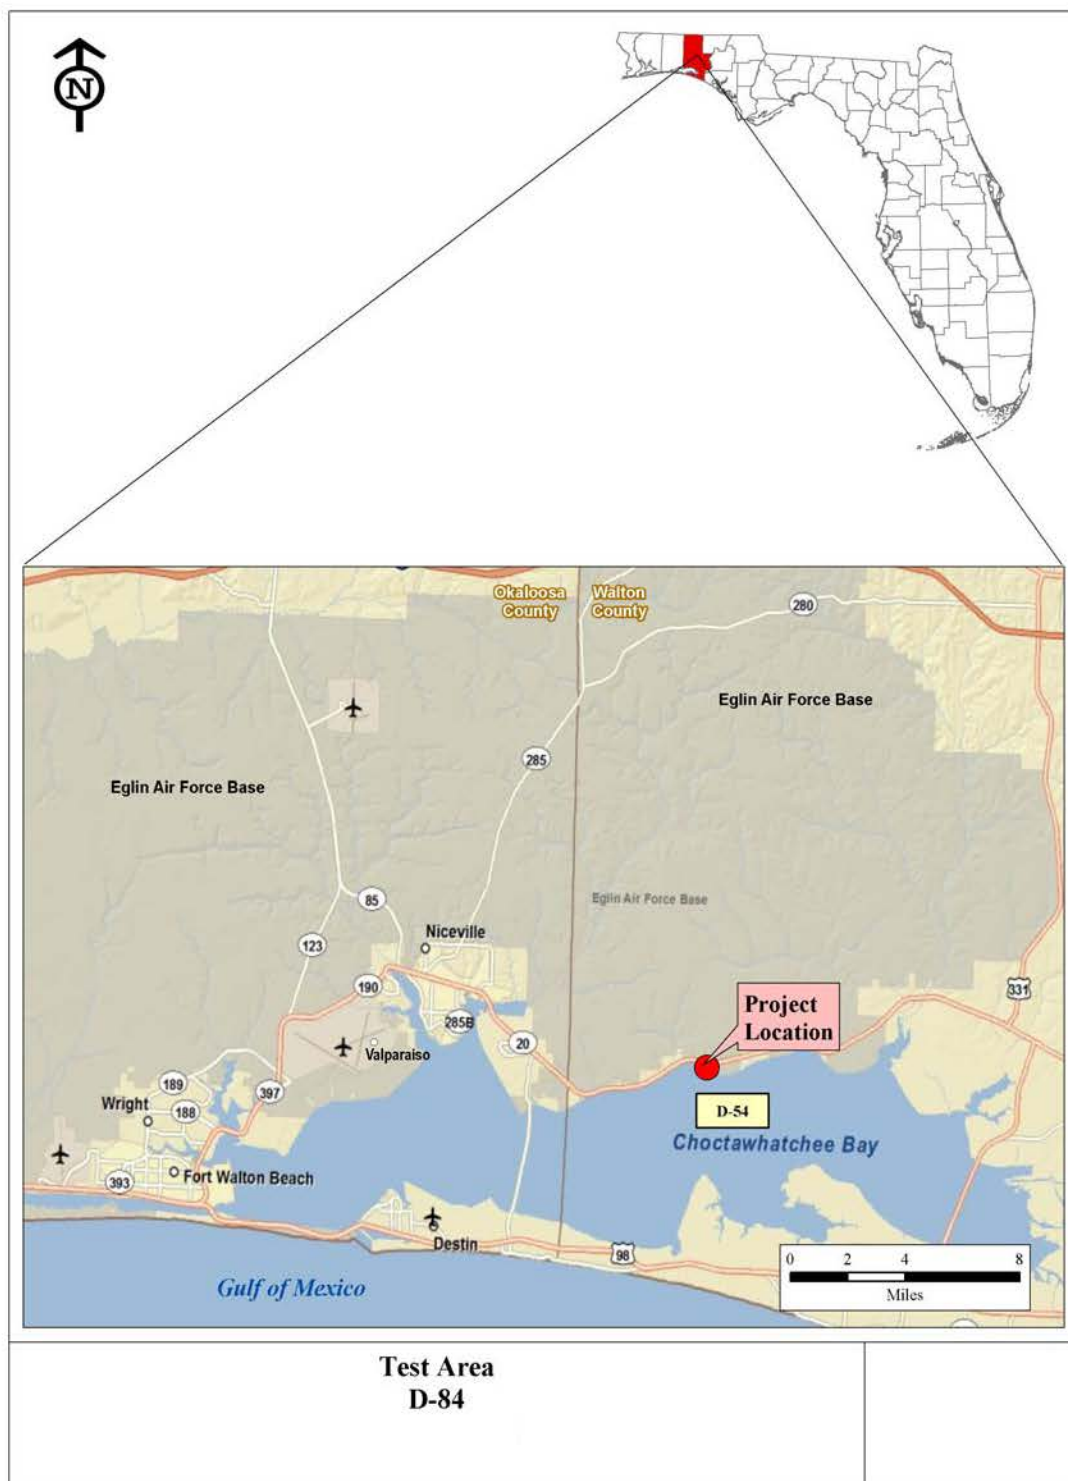 N
Okaloosa
County
Walton
County
280
Eglin Air Force Base
285
Eglin Air Force Base
85
Eglin Air Force Base
Niceville
123
190
331
Project
Location
285B
20
Valparaiso
189
397
Wright
188
D-54
Choctawhatchee Bay
Fort Walton Beach
393
Destin
98
0 2 4 8
Miles
Gulf of Mexico
Test Area
D-84